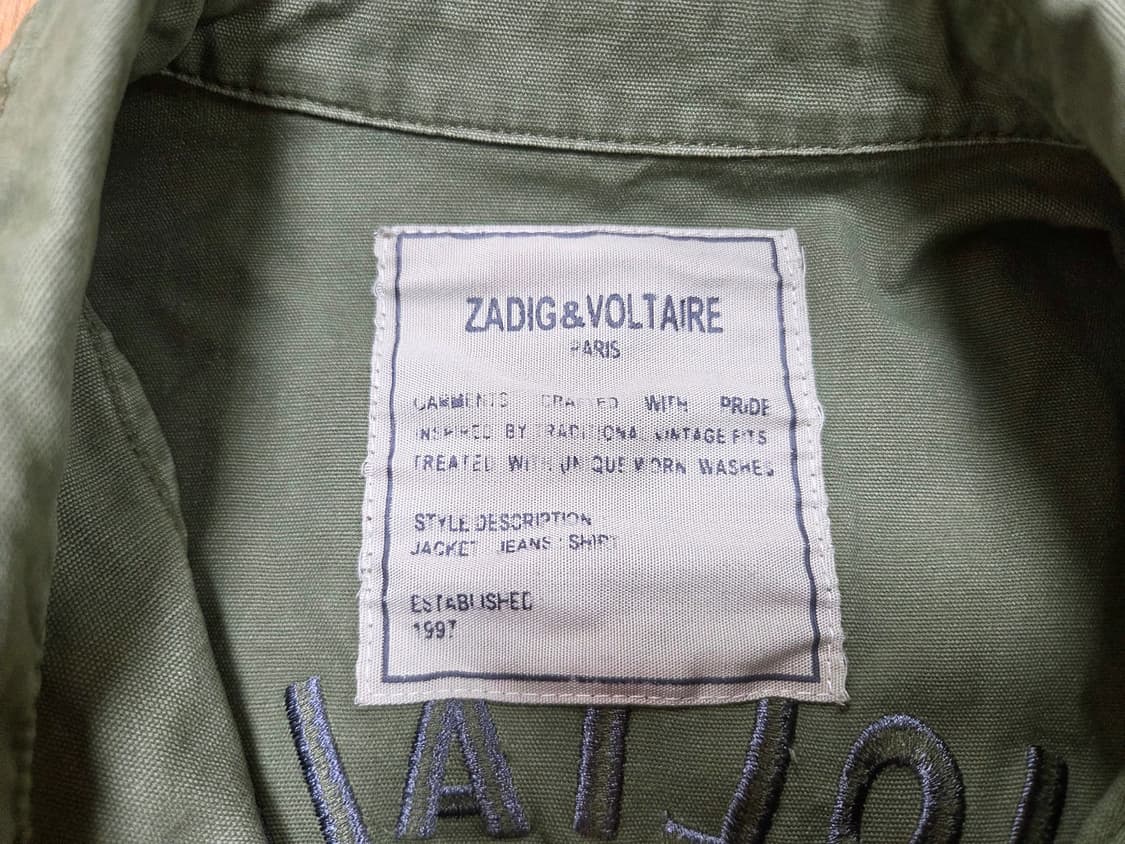 ZADIG&VOLTAIRE
PARIS
GARMENTS CRAFTED WITH PRIDE
INSPIRED BY TRADITIONAL VINTAGE FITS
TREATED WITH UNIQUE WORN WASHES
STYLE DESCRIPTION
JACKET JEANS SHIRT
ESTABLISHED
1997